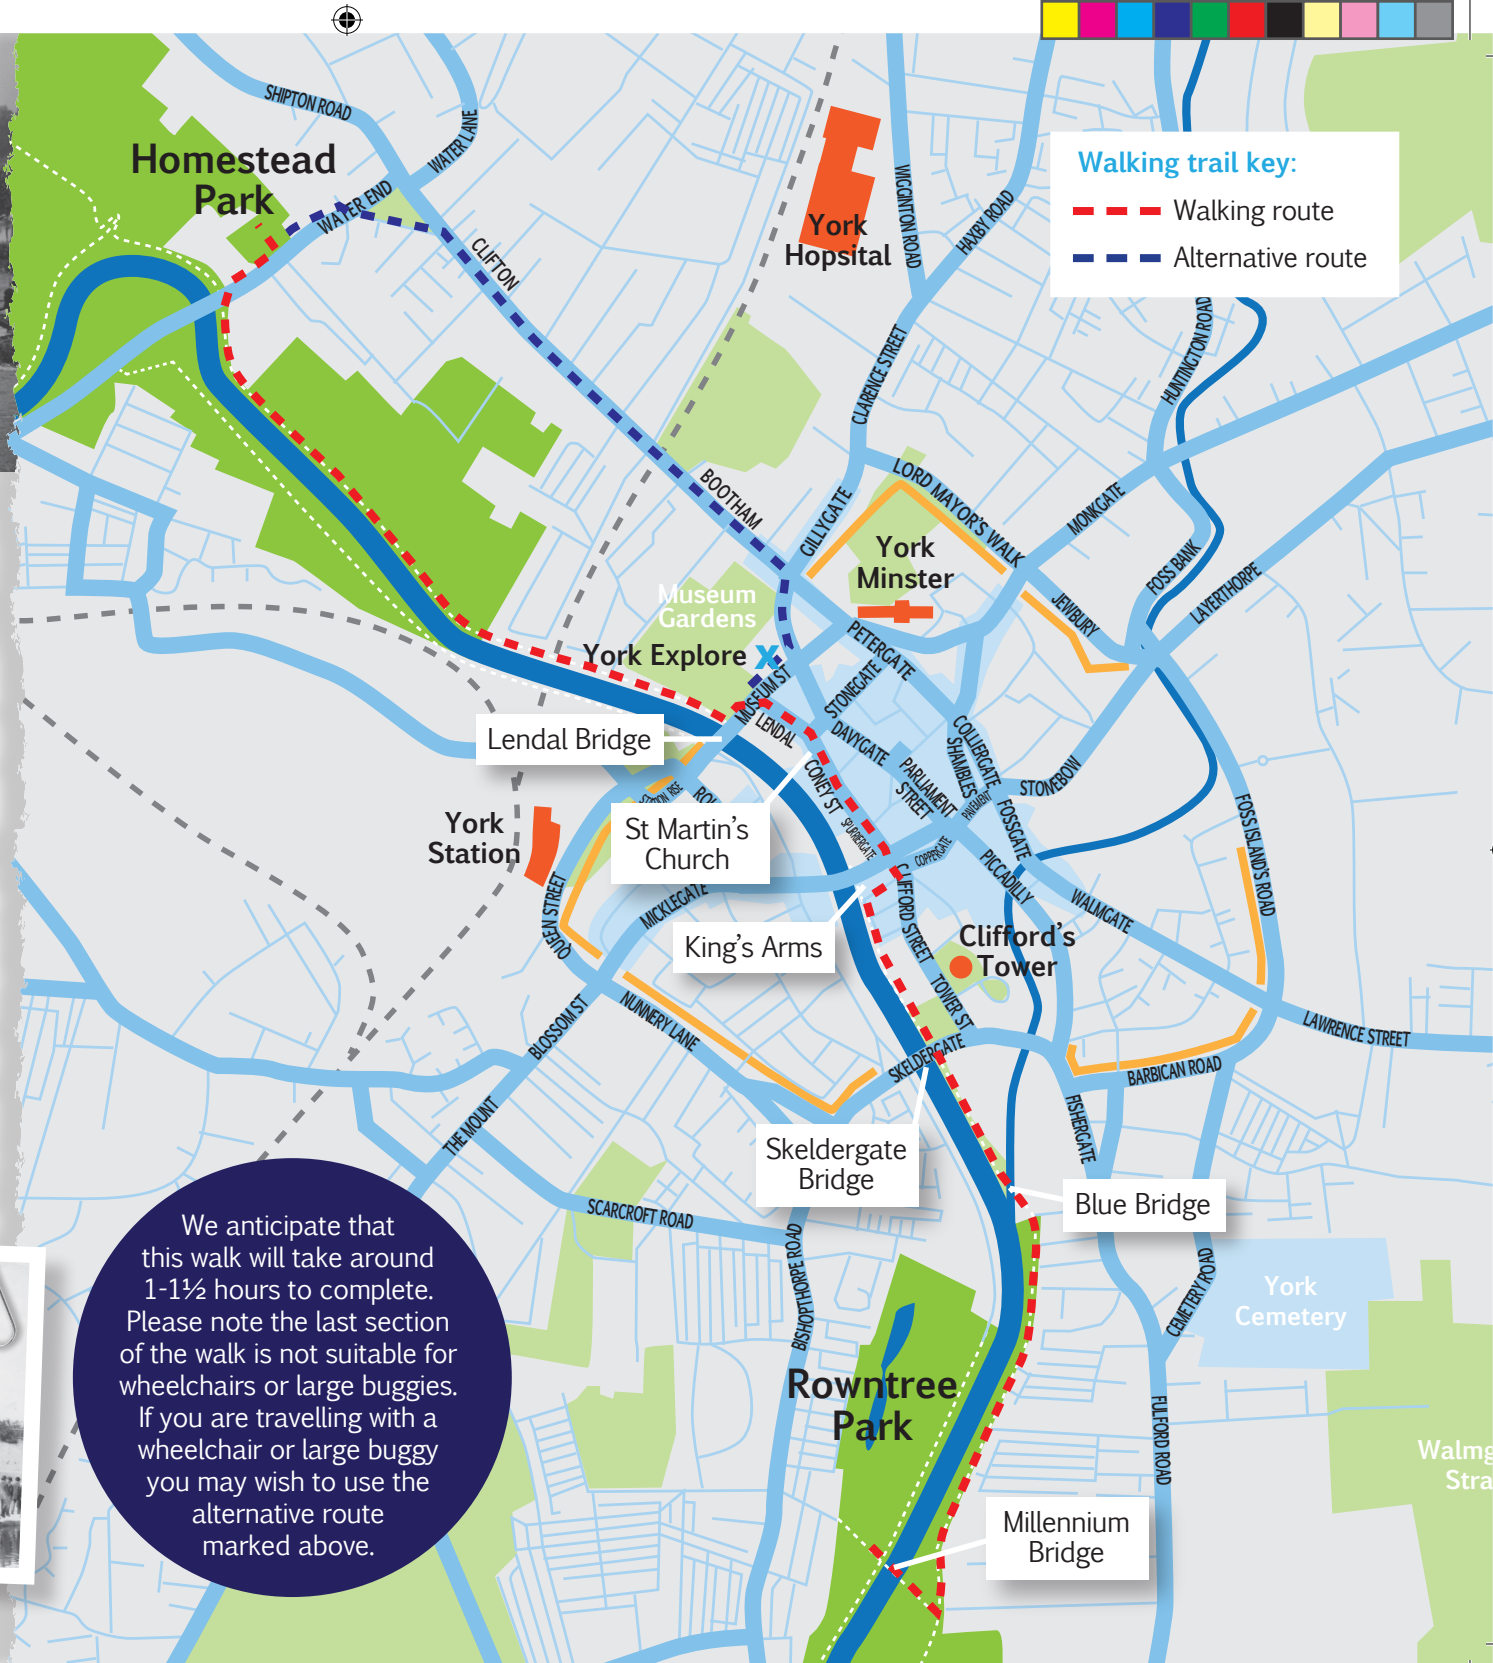 SHIPTON ROAD
WATER LANE
Homestead
Park
WATER END
CLIFTON
York
Hopsital
WIGGINTON ROAD
HAXBY ROAD
Walking trail key:
Walking route
Alternative route
HUNTINGTON ROAD
CLARENCE STREET
BOOTHAM
GILLYGATE
LORD MAYOR'S WALK
MONKGATE
York
Minster
FOSS BANK
LAYERTHORPE
JEWBURY
Museum
Gardens
York Explore X
PETERGATE
STONEGATE
MUSEUM ST
LENDAL
Lendal Bridge
DAVYGATE
COLLIERGATE
SHAMBLES
PARLIAMENT
STREET
STONEBOW
CONEY ST
PAVEMENT
FOSSGATE
STATION RISE
SPURRIERGATE
COPPERGATE
York
Station
St Martin's
Church
PICCADILLY
FOSS ISLAND'S ROAD
WALMGATE
MICKLEGATE
QUEEN STREET
CLIFFORD STREET
King's Arms
Clifford's
Tower
TOWER ST
NUNNERY LANE
BLOSSOM ST
LAWRENCE STREET
SKELDERGATE
BARBICAN ROAD
THE MOUNT
FISHERGATE
Skeldergate
Bridge
Blue Bridge
SCARCROFT ROAD
BISHOPTHORPE ROAD
CEMETERY ROAD
York
Cemetery
Rowntree
Park
FULFORD ROAD
Millennium
Bridge
We anticipate that
this walk will take around
1-1½ hours to complete.
Please note the last section
of the walk is not suitable for
wheelchairs or large buggies.
If you are travelling with a
wheelchair or large buggy
you may wish to use the
alternative route
marked above.